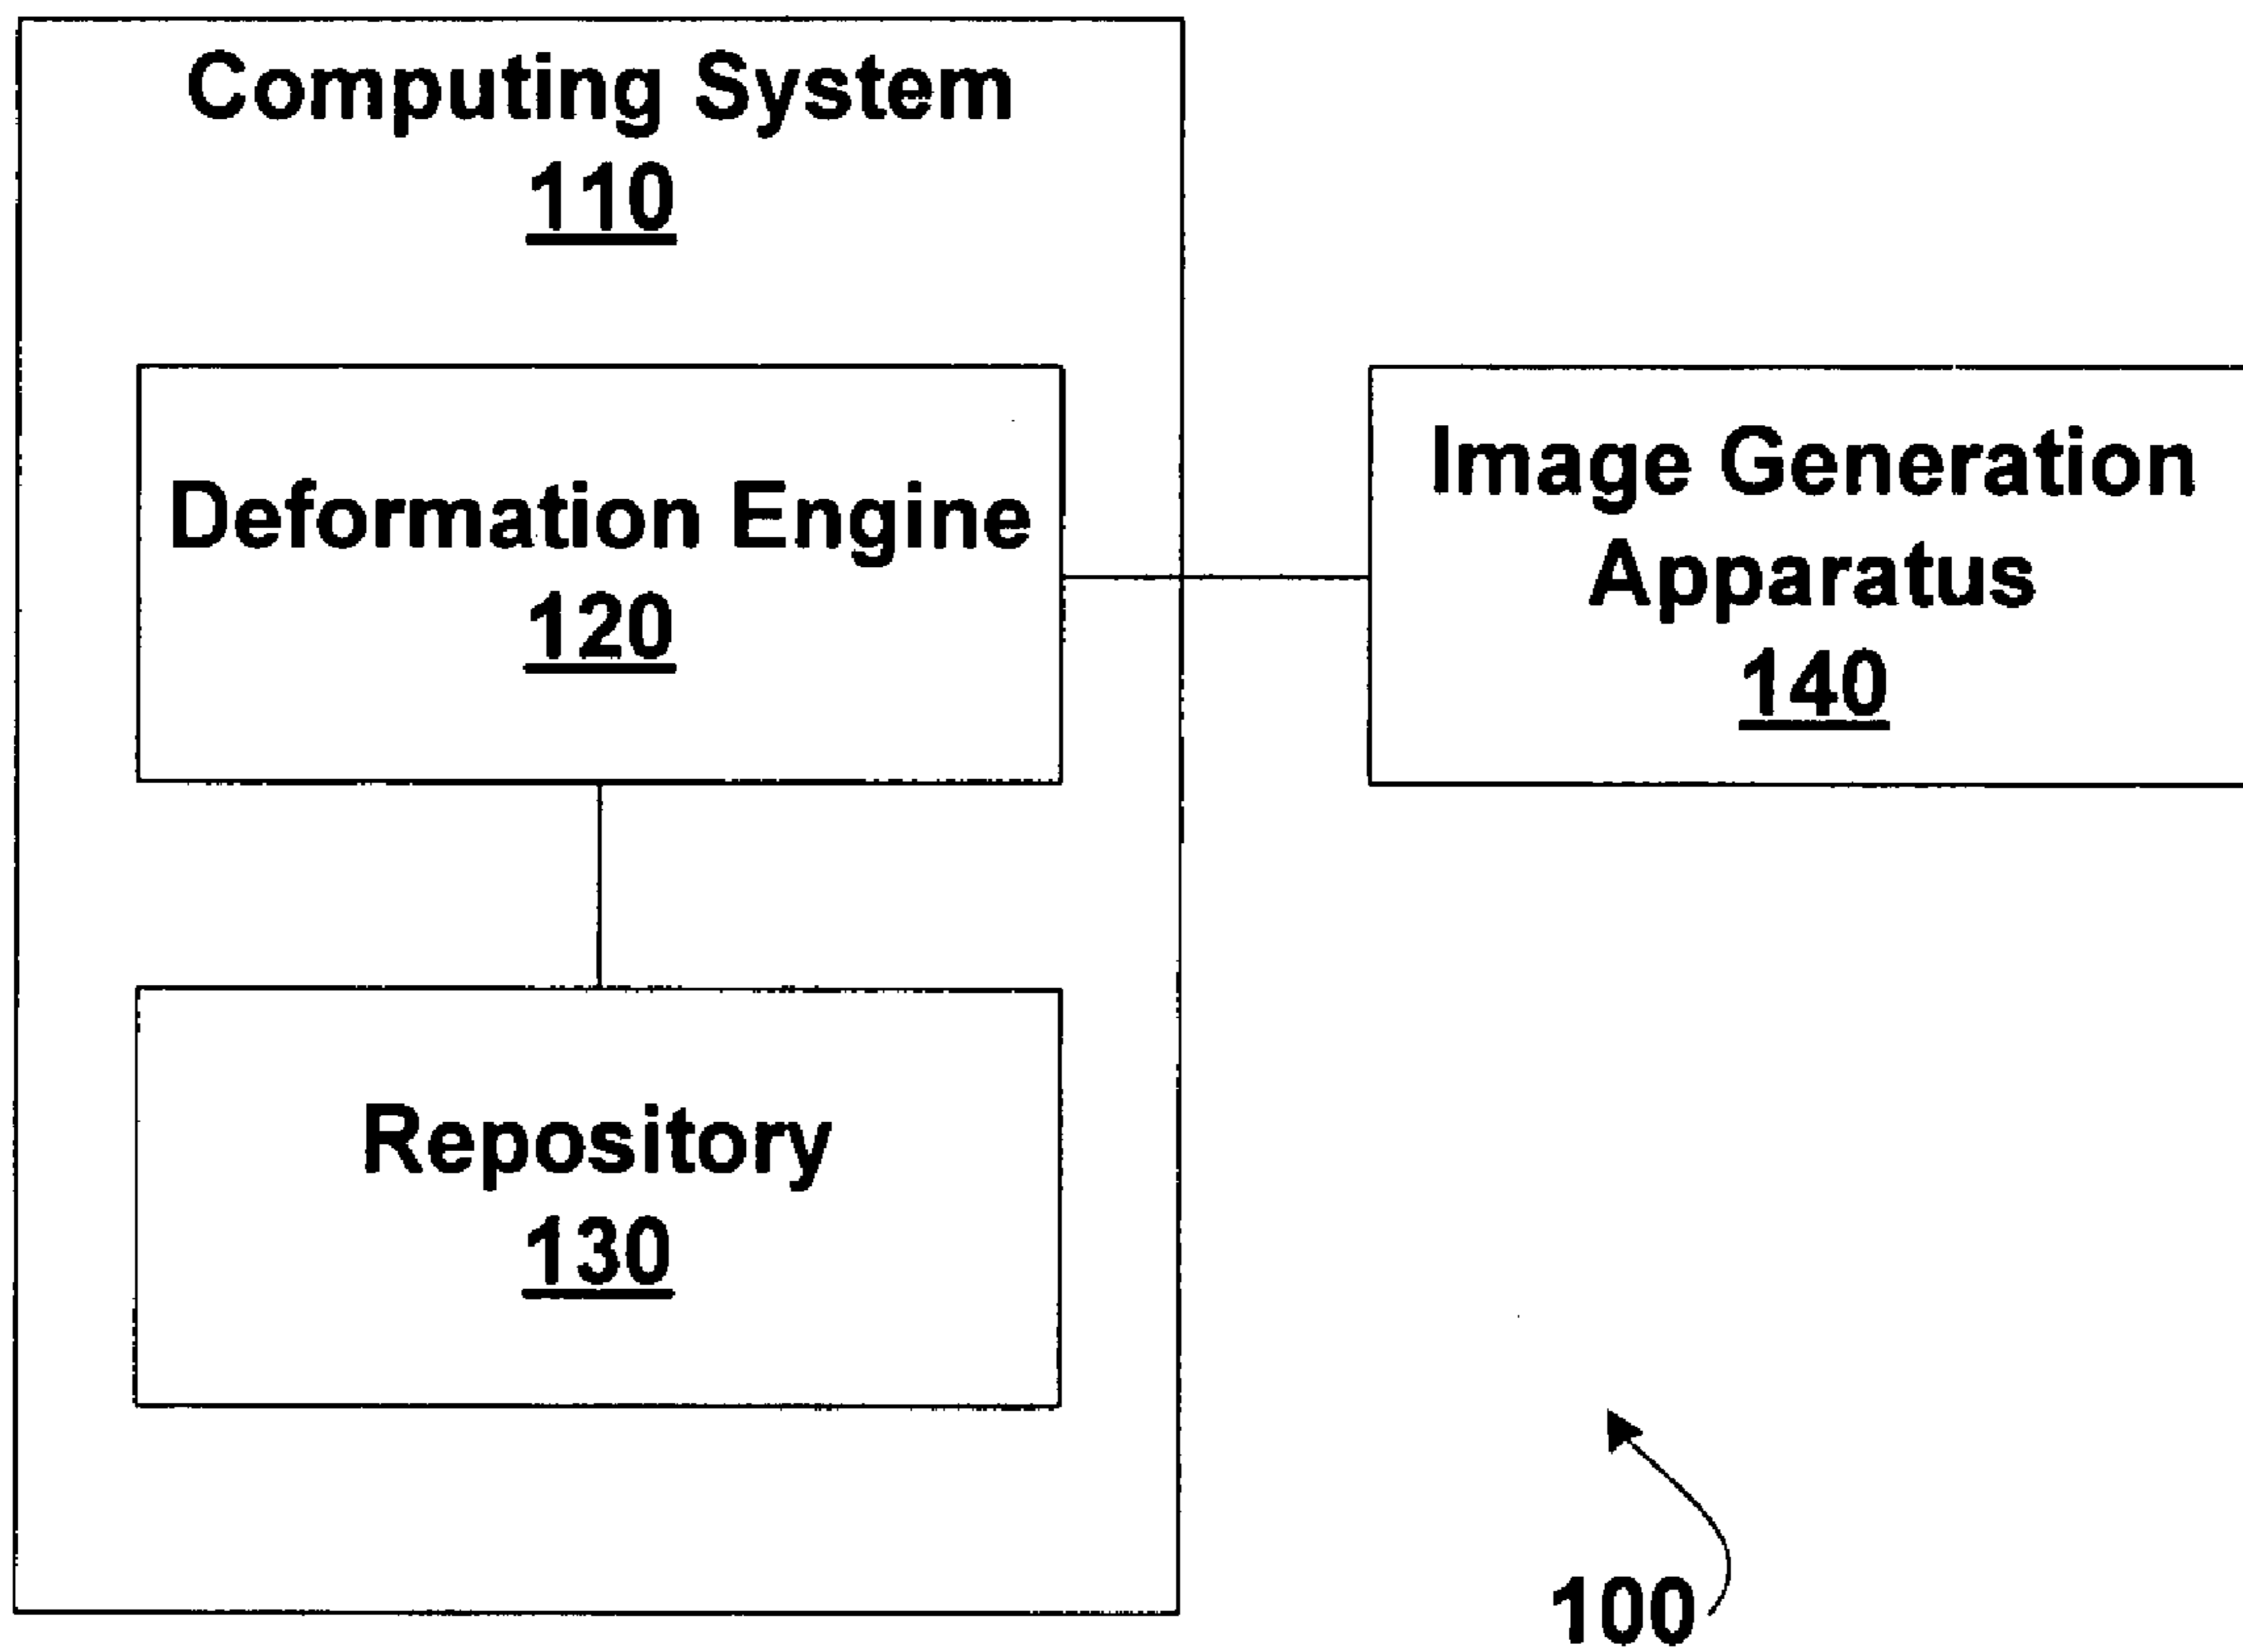 Computing System
110
Deformation Engine
120
Image Generation
Apparatus
140
Repository
130
100